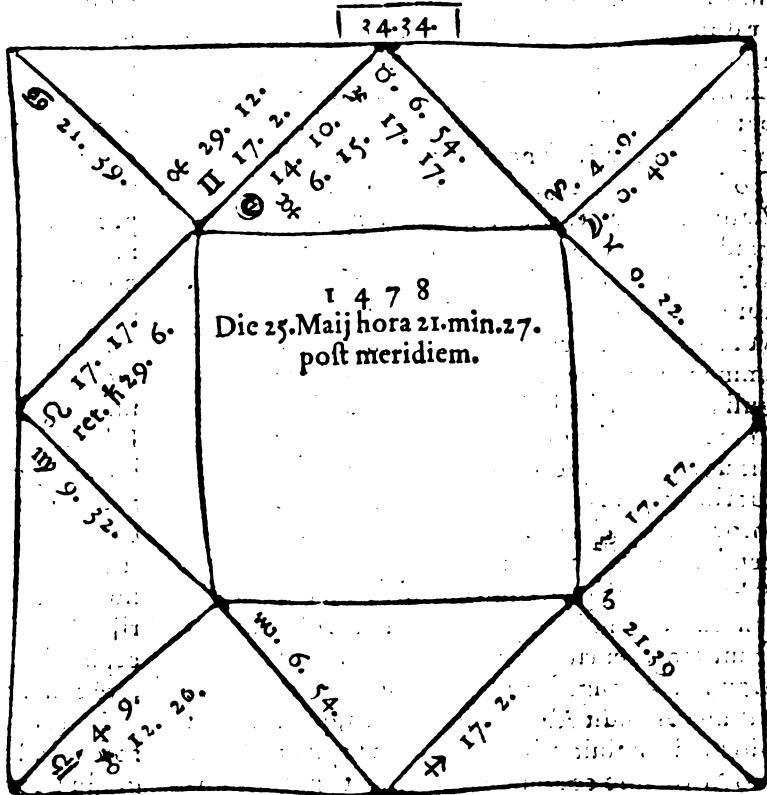 34.34.
♋ 21. 39.
♀ 29. 12.
♊ 17. 2.
☉ 14. 10.
☿ 6. 15.
17. 17.
♉. 6. 54.
♈. 4. 9.
☽. 0. 40.
0. 22.
1478
Die 25. Maij hora 21. min. 27.
poſt meridiem.
♌ 17. 17.
ret. ♄ 29. 6.
♍ 9. 32.
♒ 17. 17.
♑ 21. 39
♏. 6. 54.
♐ 17. 2.
♎. 4. 9.
12. 20.